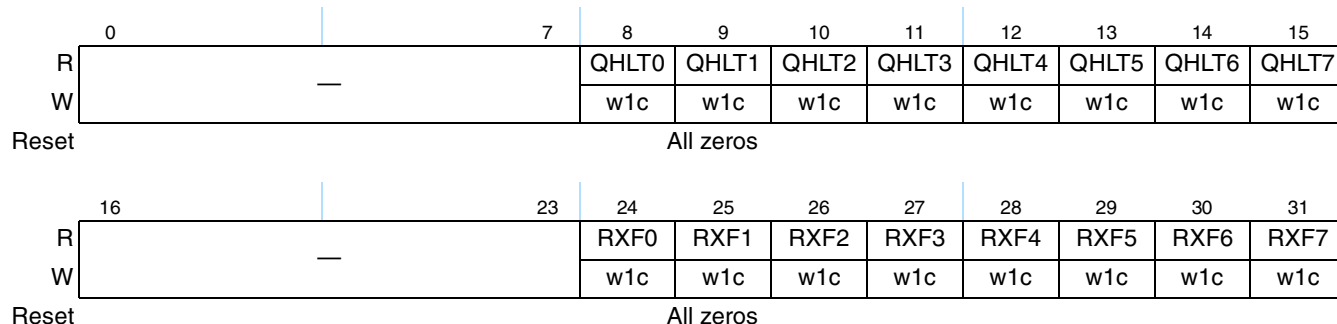 0 7 8 9 10 11 12 13 14 15
R — QHLT0 QHLT1 QHLT2 QHLT3 QHLT4 QHLT5 QHLT6 QHLT7
W w1c w1c w1c w1c w1c w1c w1c w1c
Reset All zeros
16 23 24 25 26 27 28 29 30 31
R — RXF0 RXF1 RXF2 RXF3 RXF4 RXF5 RXF6 RXF7
W w1c w1c w1c w1c w1c w1c w1c w1c
Reset All zeros